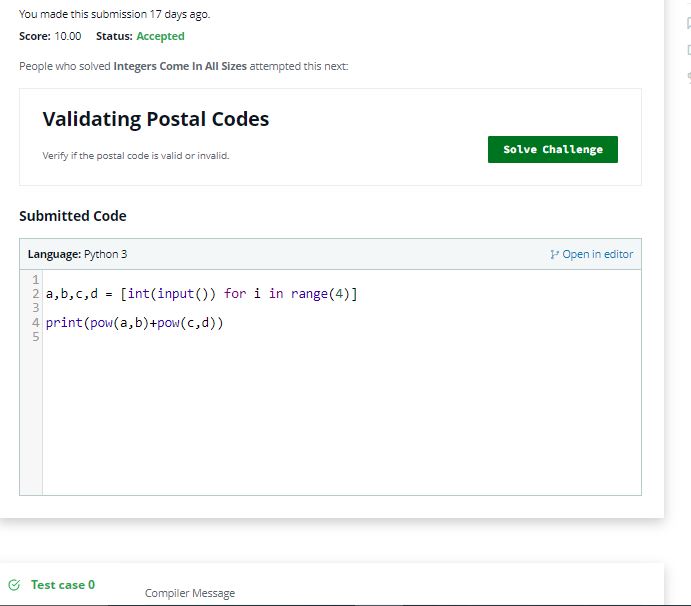 You made this submission 17 days ago.
Score: 10.00 Status: Accepted
People who solved Integers Come In All Sizes attempted this next:
Validating Postal Codes
Verify if the postal code is valid or invalid.
Solve Challenge
Submitted Code
Language: Python 3
Open in editor
1
2 a,b,c,d = [int(input()) for i in range(4)]
3
4 print(pow(a,b)+pow(c,d))
5
Test case 0
Compiler Message